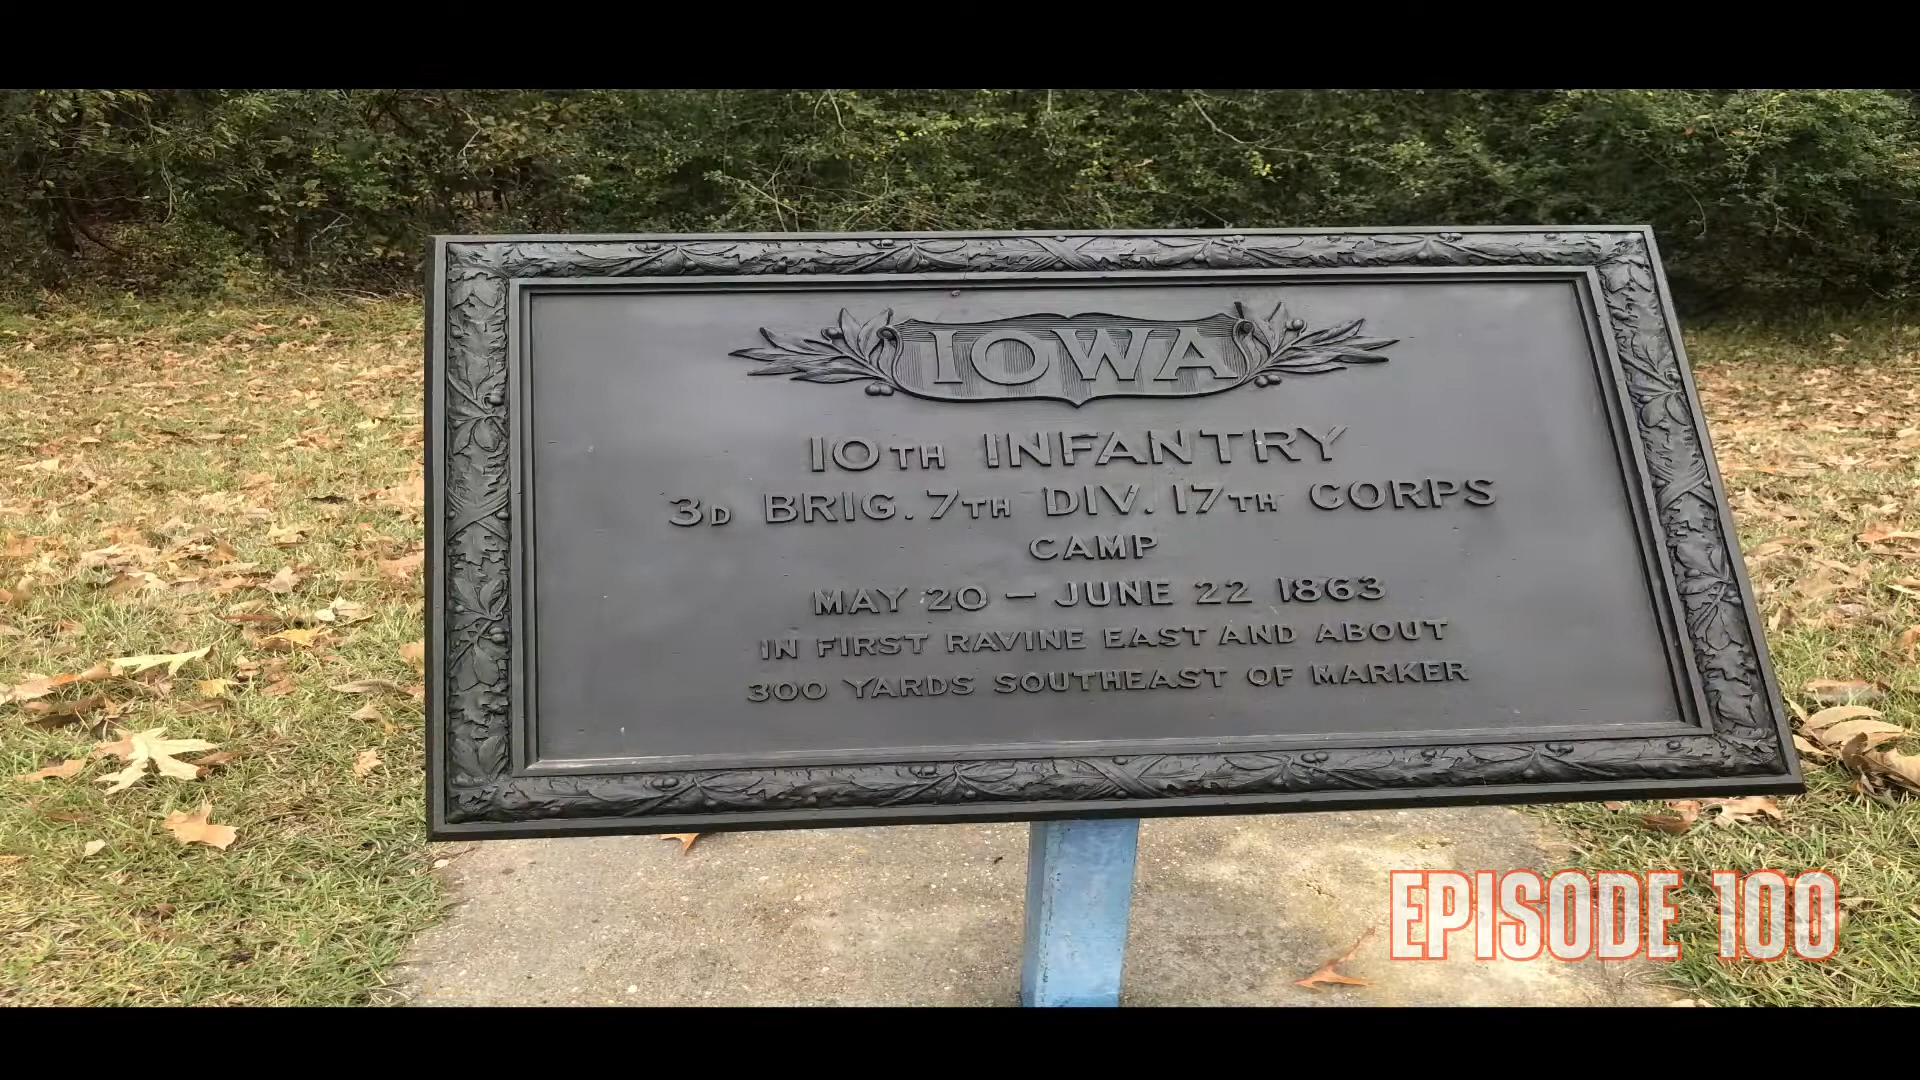 IOWA
10TH INFANTRY
3D BRIG. 7TH DIV. 17TH CORPS
CAMP
MAY 20 — JUNE 22 1863
IN FIRST RAVINE EAST AND ABOUT
300 YARDS SOUTHEAST OF MARKER
EPISODE 100